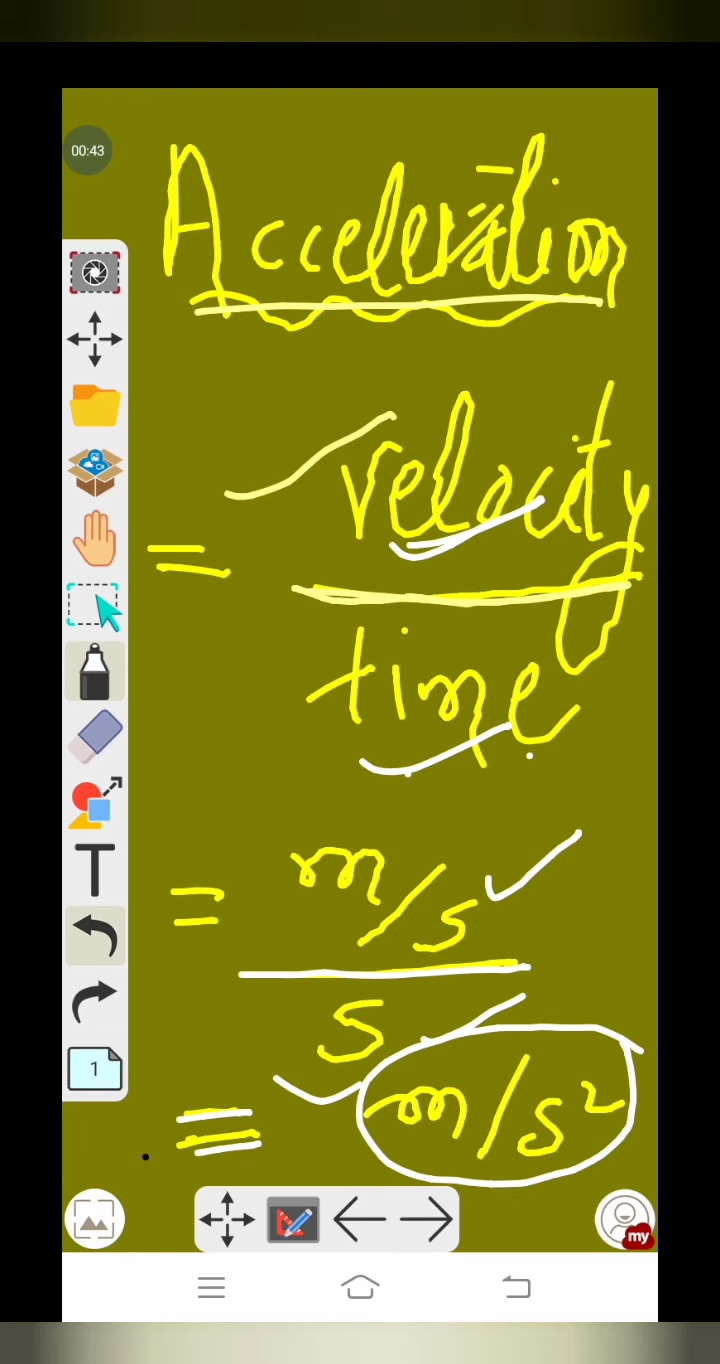 00:43
Acceleration
= velocity
time
= m/s
s
= m/s²
T
1
my